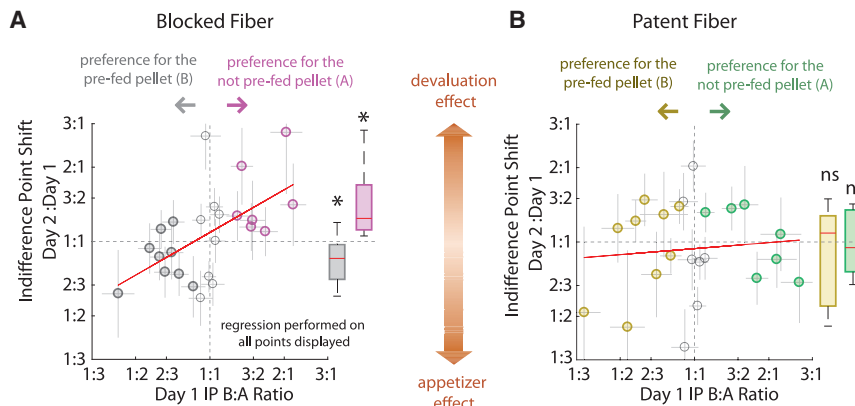 A
Blocked Fiber
preference for the
pre-fed pellet (B)
preference for the
not pre-fed pellet (A)
Indifference Point Shift
Day 2 :Day 1
3:1
2:1
3:2
1:1
2:3
1:2
1:3
*
*
regression performed on
all points displayed
1:3
1:2
2:3
1:1
3:2
2:1
3:1
Day 1 IP B:A Ratio
devaluation
effect
appetizer
effect
B
Patent Fiber
preference for the
pre-fed pellet (B)
preference for the
not pre-fed pellet (A)
Indifference Point Shift
Day 2 :Day 1
3:1
2:1
3:2
1:1
2:3
1:2
1:3
ns
n
1:3
1:2
2:3
1:1
3:2
2:1
3:1
Day 1 IP B:A Ratio